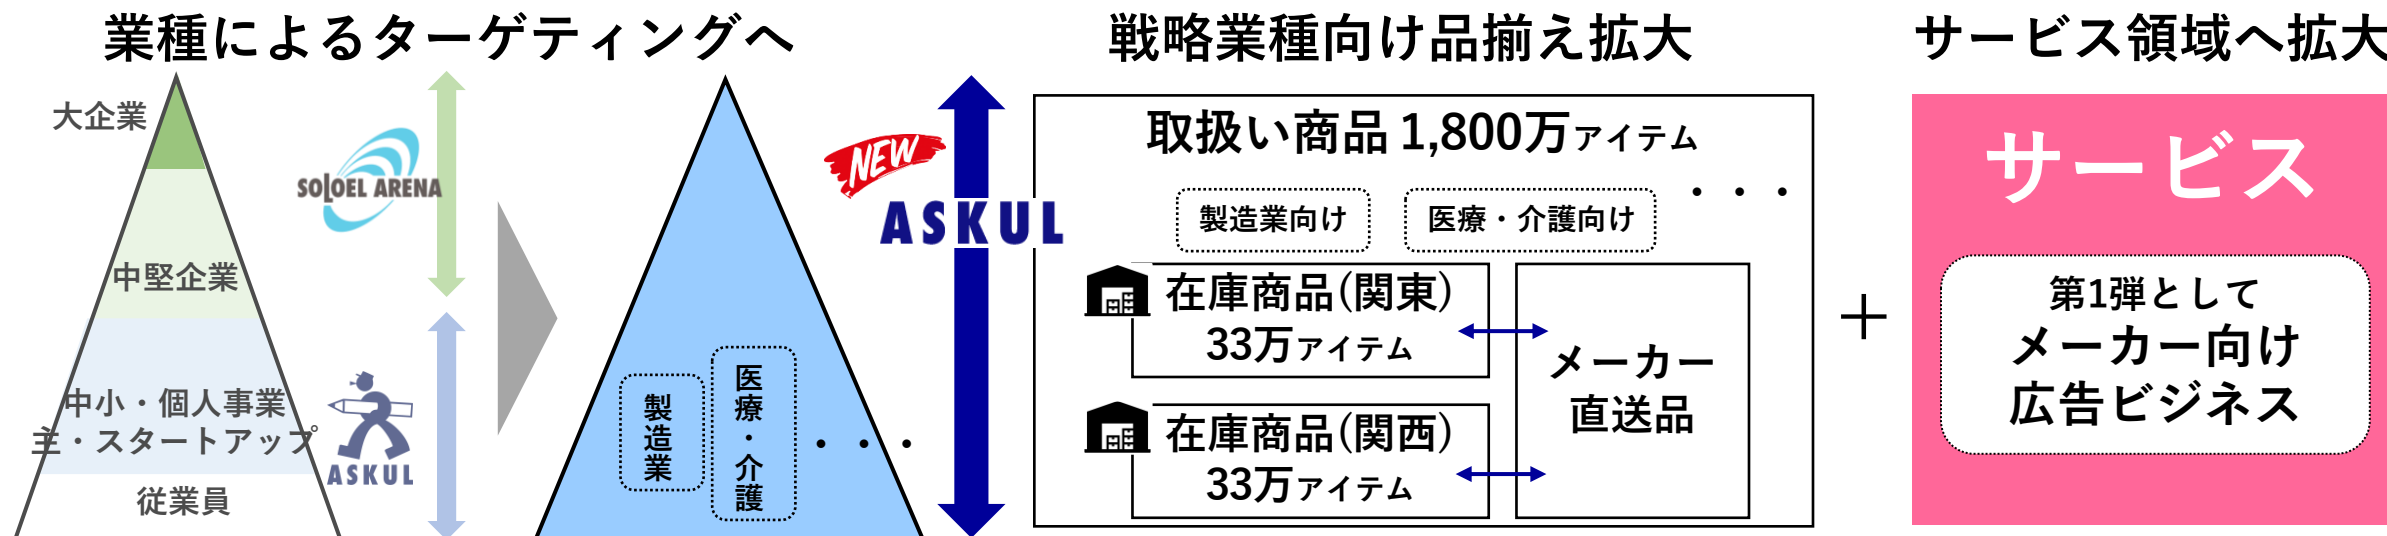 業種によるターゲティングへ
大企業
SOLOEL ARENA
中堅企業
中小・個人事業
主・スタートアップ
ASKUL
従業員
製造業
医療・介護
・・・
NEW
ASKUL
戦略業種向け品揃え拡大
取扱い商品 1,800万アイテム
製造業向け
医療・介護向け
・・・
在庫商品(関東)
33万アイテム
在庫商品(関西)
33万アイテム
メーカー
直送品
＋
サービス領域へ拡大
サービス
第1弾として
メーカー向け
広告ビジネス